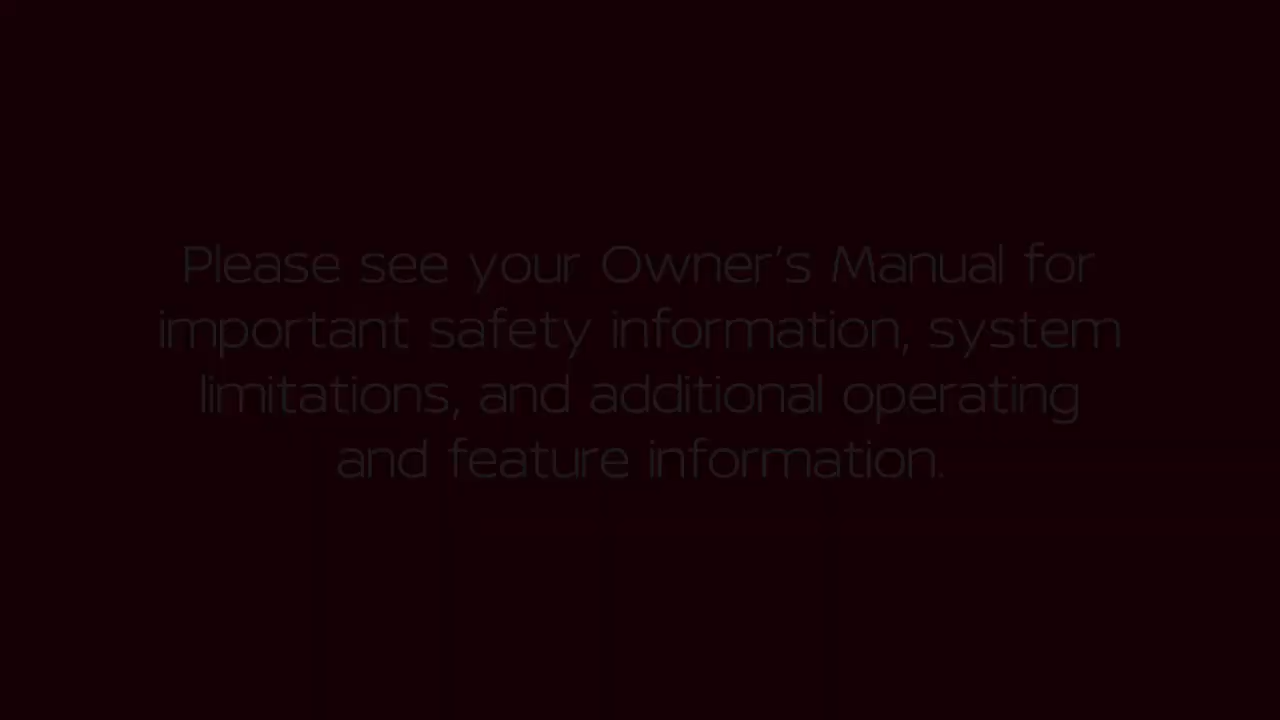 Please see your Owner’s Manual for
important safety information, system
limitations, and additional operating
and feature information.